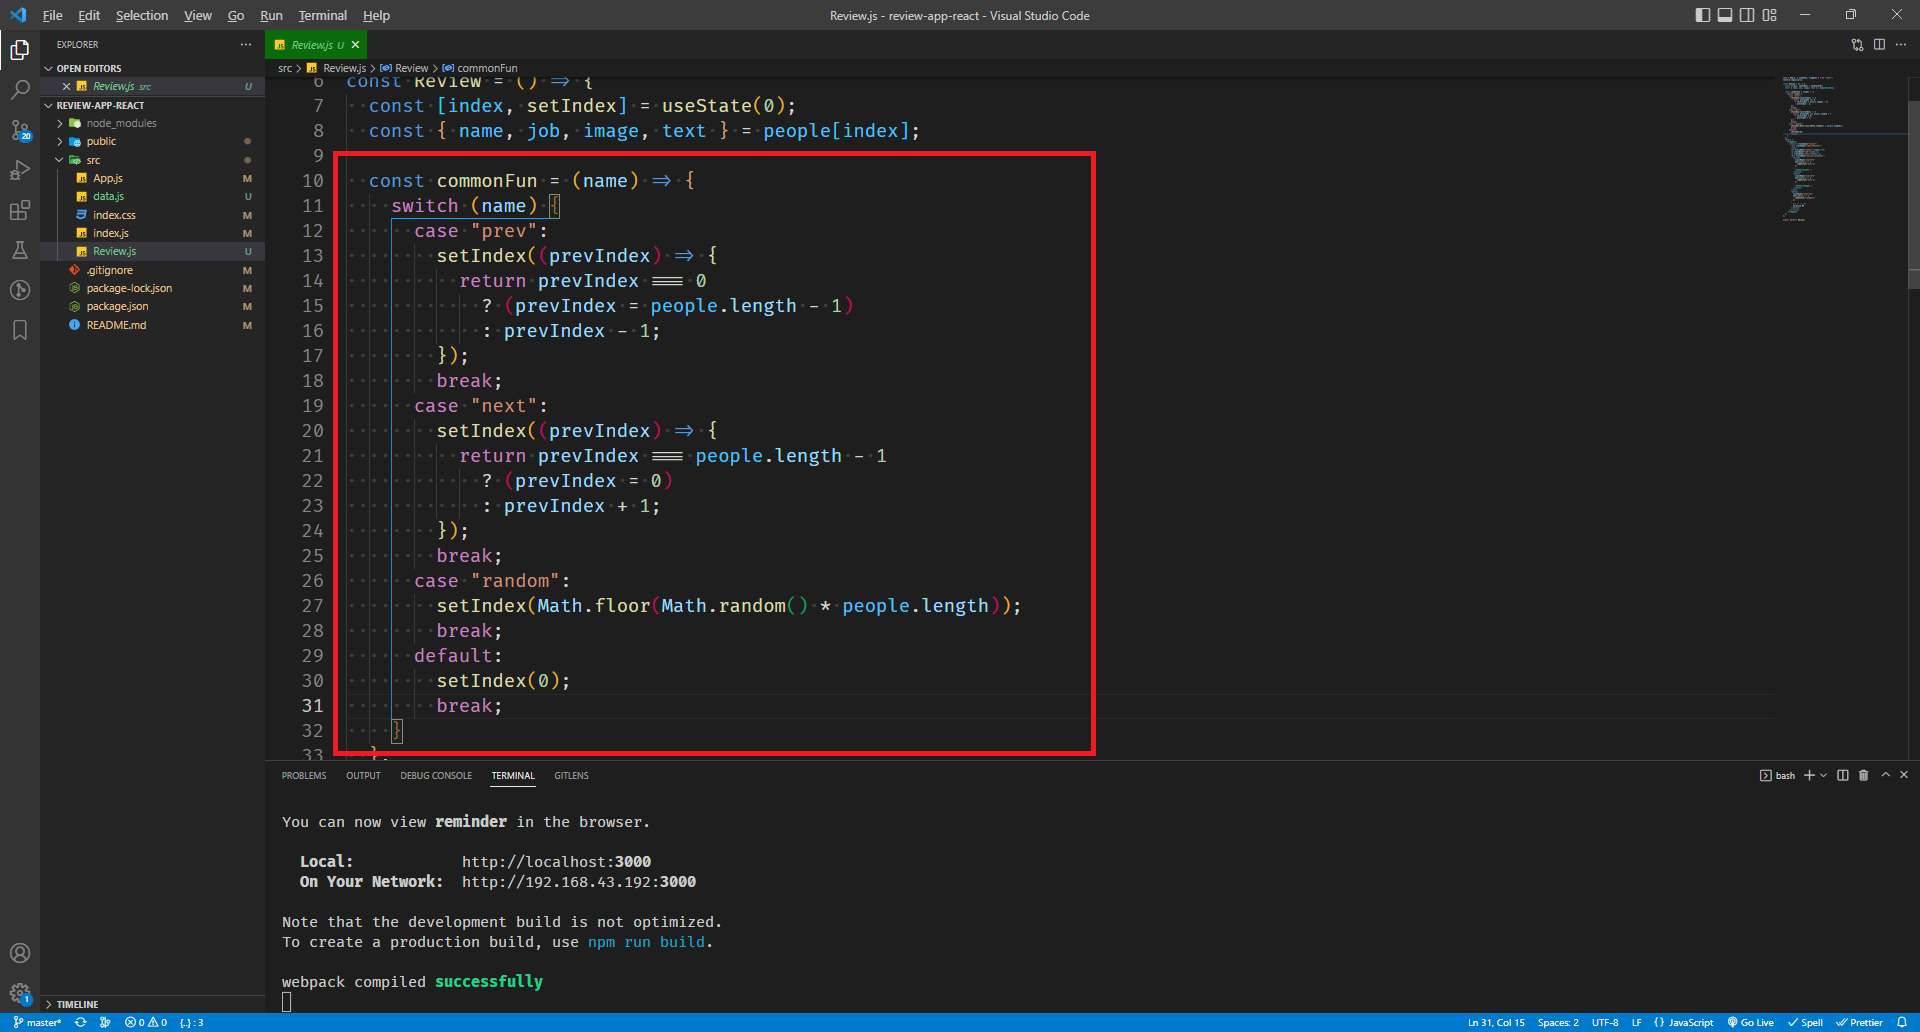 File Edit Selection View Go Run Terminal Help
Review.js - review-app-react - Visual Studio Code
EXPLORER
OPEN EDITORS
Review.js src U
REVIEW-APP-REACT
node_modules
public
src
App.js M
data.js U
index.css M
index.js M
Review.js U
.gitignore M
package-lock.json M
package.json M
README.md M
TIMELINE
Review.js U
src > Review.js > Review > commonFun
6 const Review = () => {
7 const [index, setIndex] = useState(0);
8 const { name, job, image, text } = people[index];
9
10 const commonFun = (name) => {
11 switch (name) {
12 case "prev":
13 setIndex((prevIndex) => {
14 return prevIndex === 0
15 ? (prevIndex = people.length - 1)
16 : prevIndex - 1;
17 });
18 break;
19 case "next":
20 setIndex((prevIndex) => {
21 return prevIndex === people.length - 1
22 ? (prevIndex = 0)
23 : prevIndex + 1;
24 });
25 break;
26 case "random":
27 setIndex(Math.floor(Math.random() * people.length));
28 break;
29 default:
30 setIndex(0);
31 break;
32 }
33 };
PROBLEMS OUTPUT DEBUG CONSOLE TERMINAL GITLENS
bash
You can now view reminder in the browser.
Local: http://localhost:3000
On Your Network: http://192.168.43.192:3000
Note that the development build is not optimized.
To create a production build, use npm run build.
webpack compiled successfully
20
1
master* 0 0 {..} : 3
Ln 31, Col 15 Spaces: 2 UTF-8 LF {} JavaScript Go Live Spell Prettier